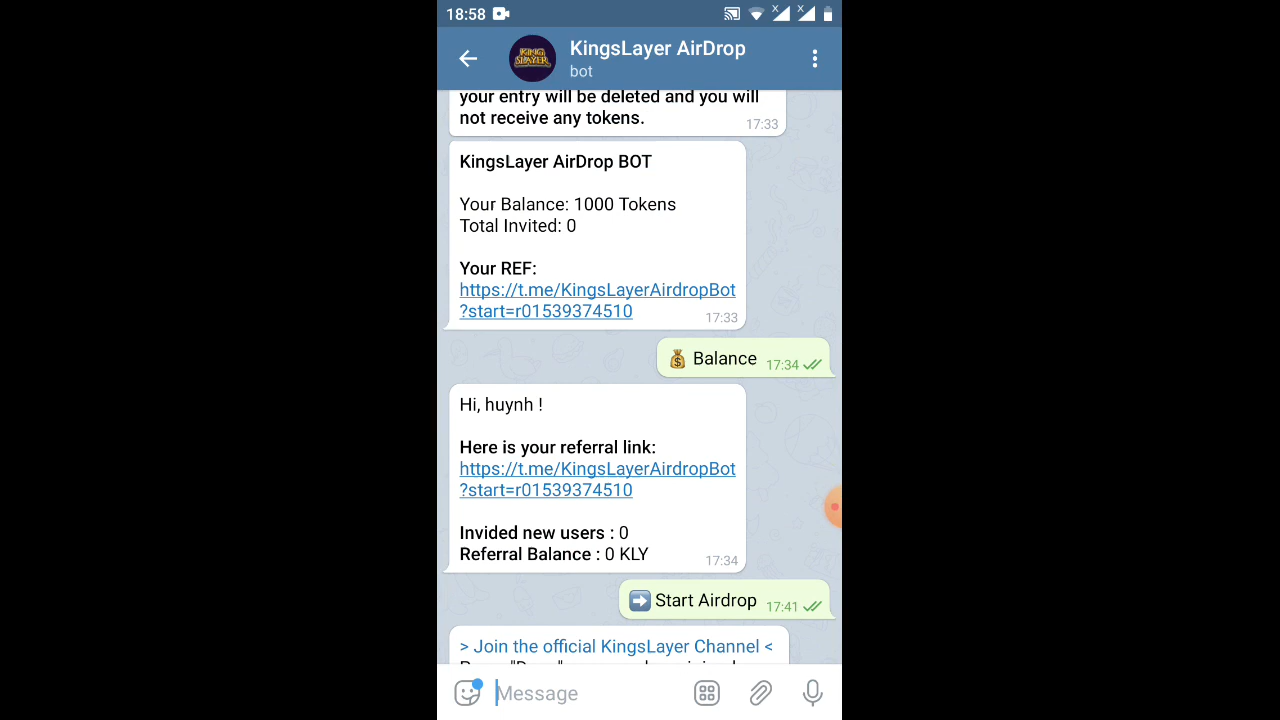 18:58
KingsLayer AirDrop
bot
KING
SLAYER
your entry will be deleted and you will
not receive any tokens.
17:33
KingsLayer AirDrop BOT
Your Balance: 1000 Tokens
Total Invited: 0
Your REF:
https://t.me/KingsLayerAirdropBot
?start=r01539374510
17:33
Balance 17:34
Hi, huynh !
Here is your referral link:
https://t.me/KingsLayerAirdropBot
?start=r01539374510
Invided new users : 0
Referral Balance : 0 KLY
17:34
Start Airdrop 17:41
> Join the official KingsLayer Channel <
Message